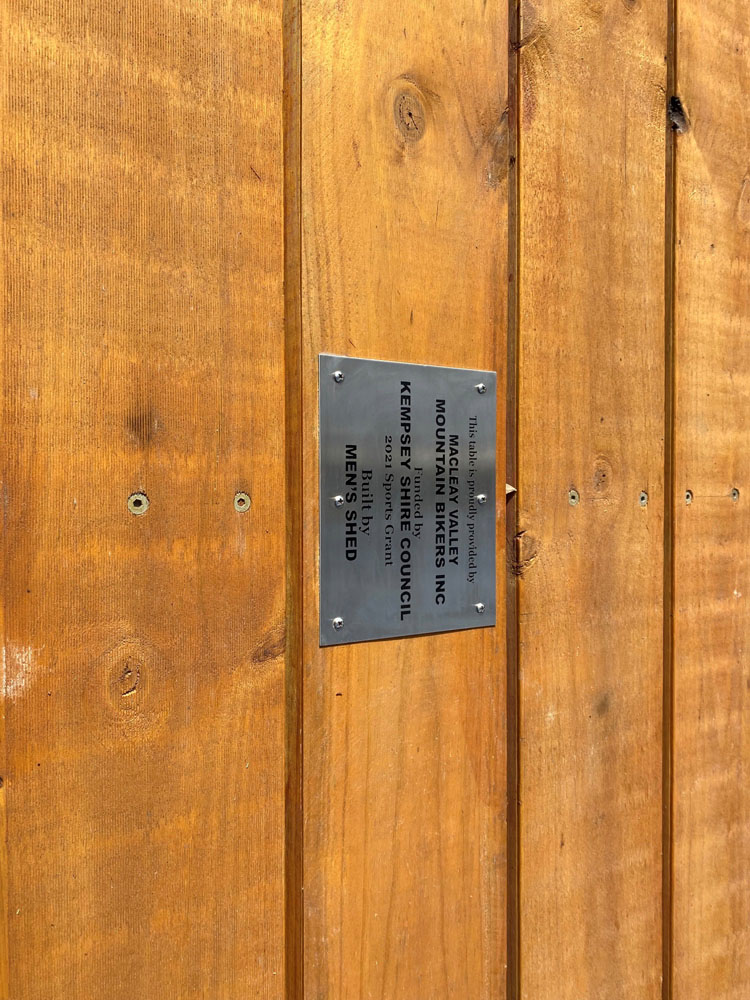 This table is proudly provided by
MACLEAY VALLEY
MOUNTAIN BIKERS INC
Funded by
KEMPSEY SHIRE COUNCIL
2021 Sports Grant
Built by
MEN'S SHED